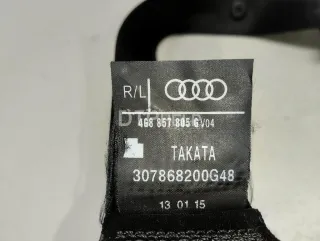 R/L
4G8 857 805 G V04
TAKATA
307868200G48
13 01 15